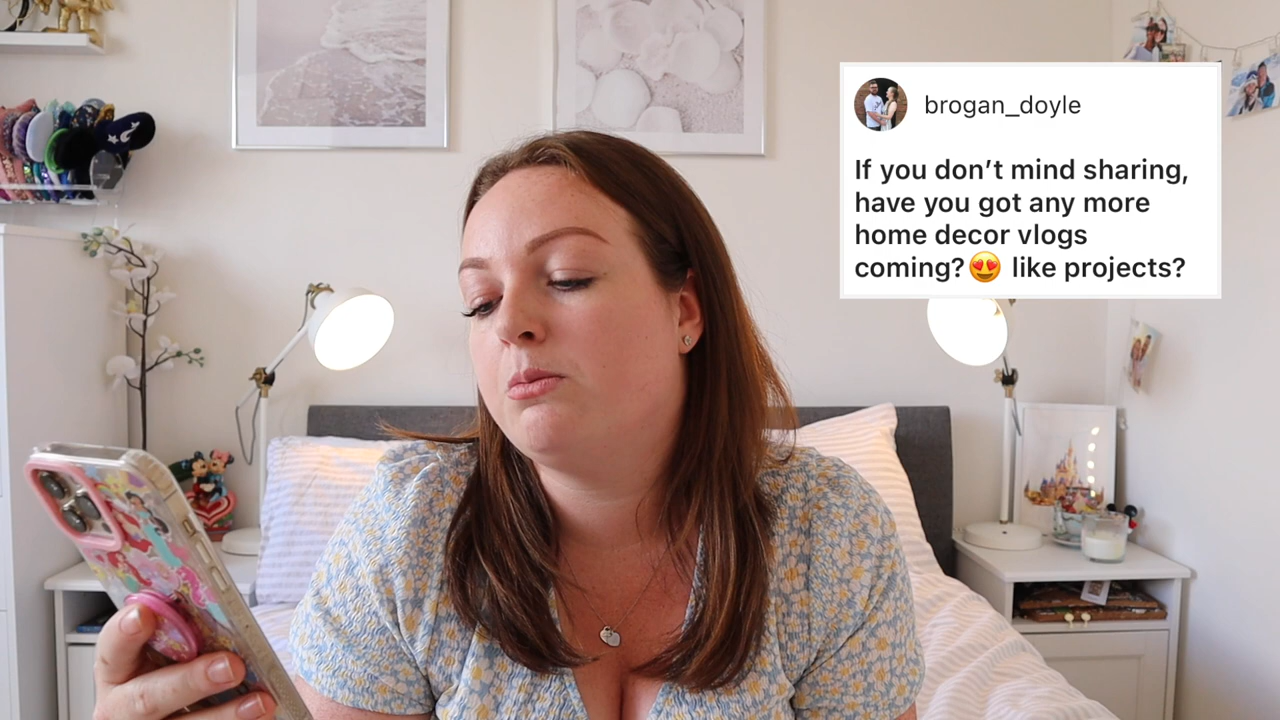 brogan_doyle
If you don’t mind sharing,
have you got any more
home decor vlogs
coming?😍 like projects?